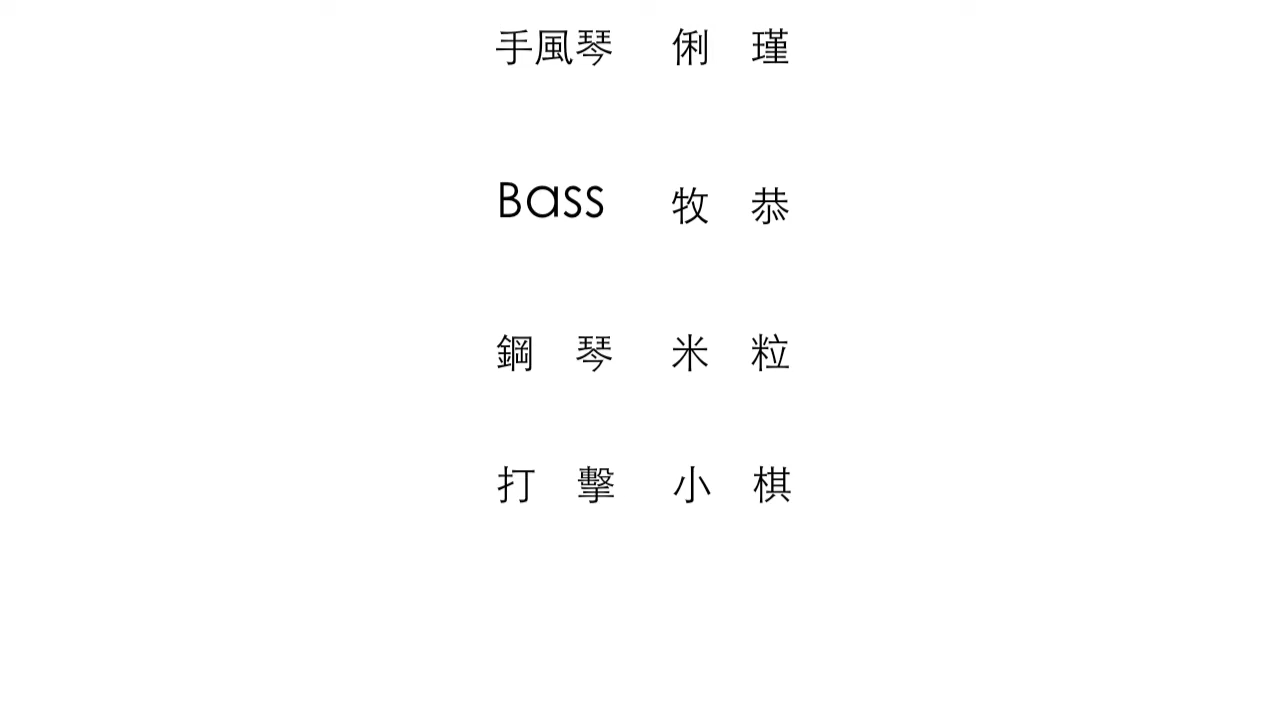 手風琴 俐 瑾
Bass 牧 恭
鋼 琴 米 粒
打 擊 小 棋